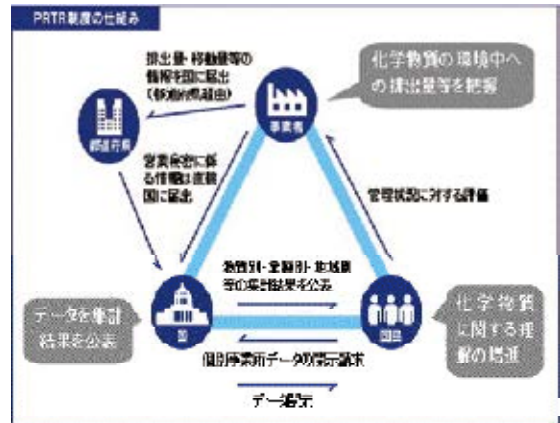 PRTR制度の仕組み
排出量・移動量等の
情報を国に届出
(都道府県経由)
化学物質の環境中へ
の排出量等を把握
事業者
都道府県
営業秘密に係
る情報は直接
国に届出
管理状況に対する評価
物質別・業種別・地域別
等の集計結果を公表
データを集計
結果を公表
国
国民
化学物質
に関する理
解の増進
個別事業所データの開示請求
データ開示